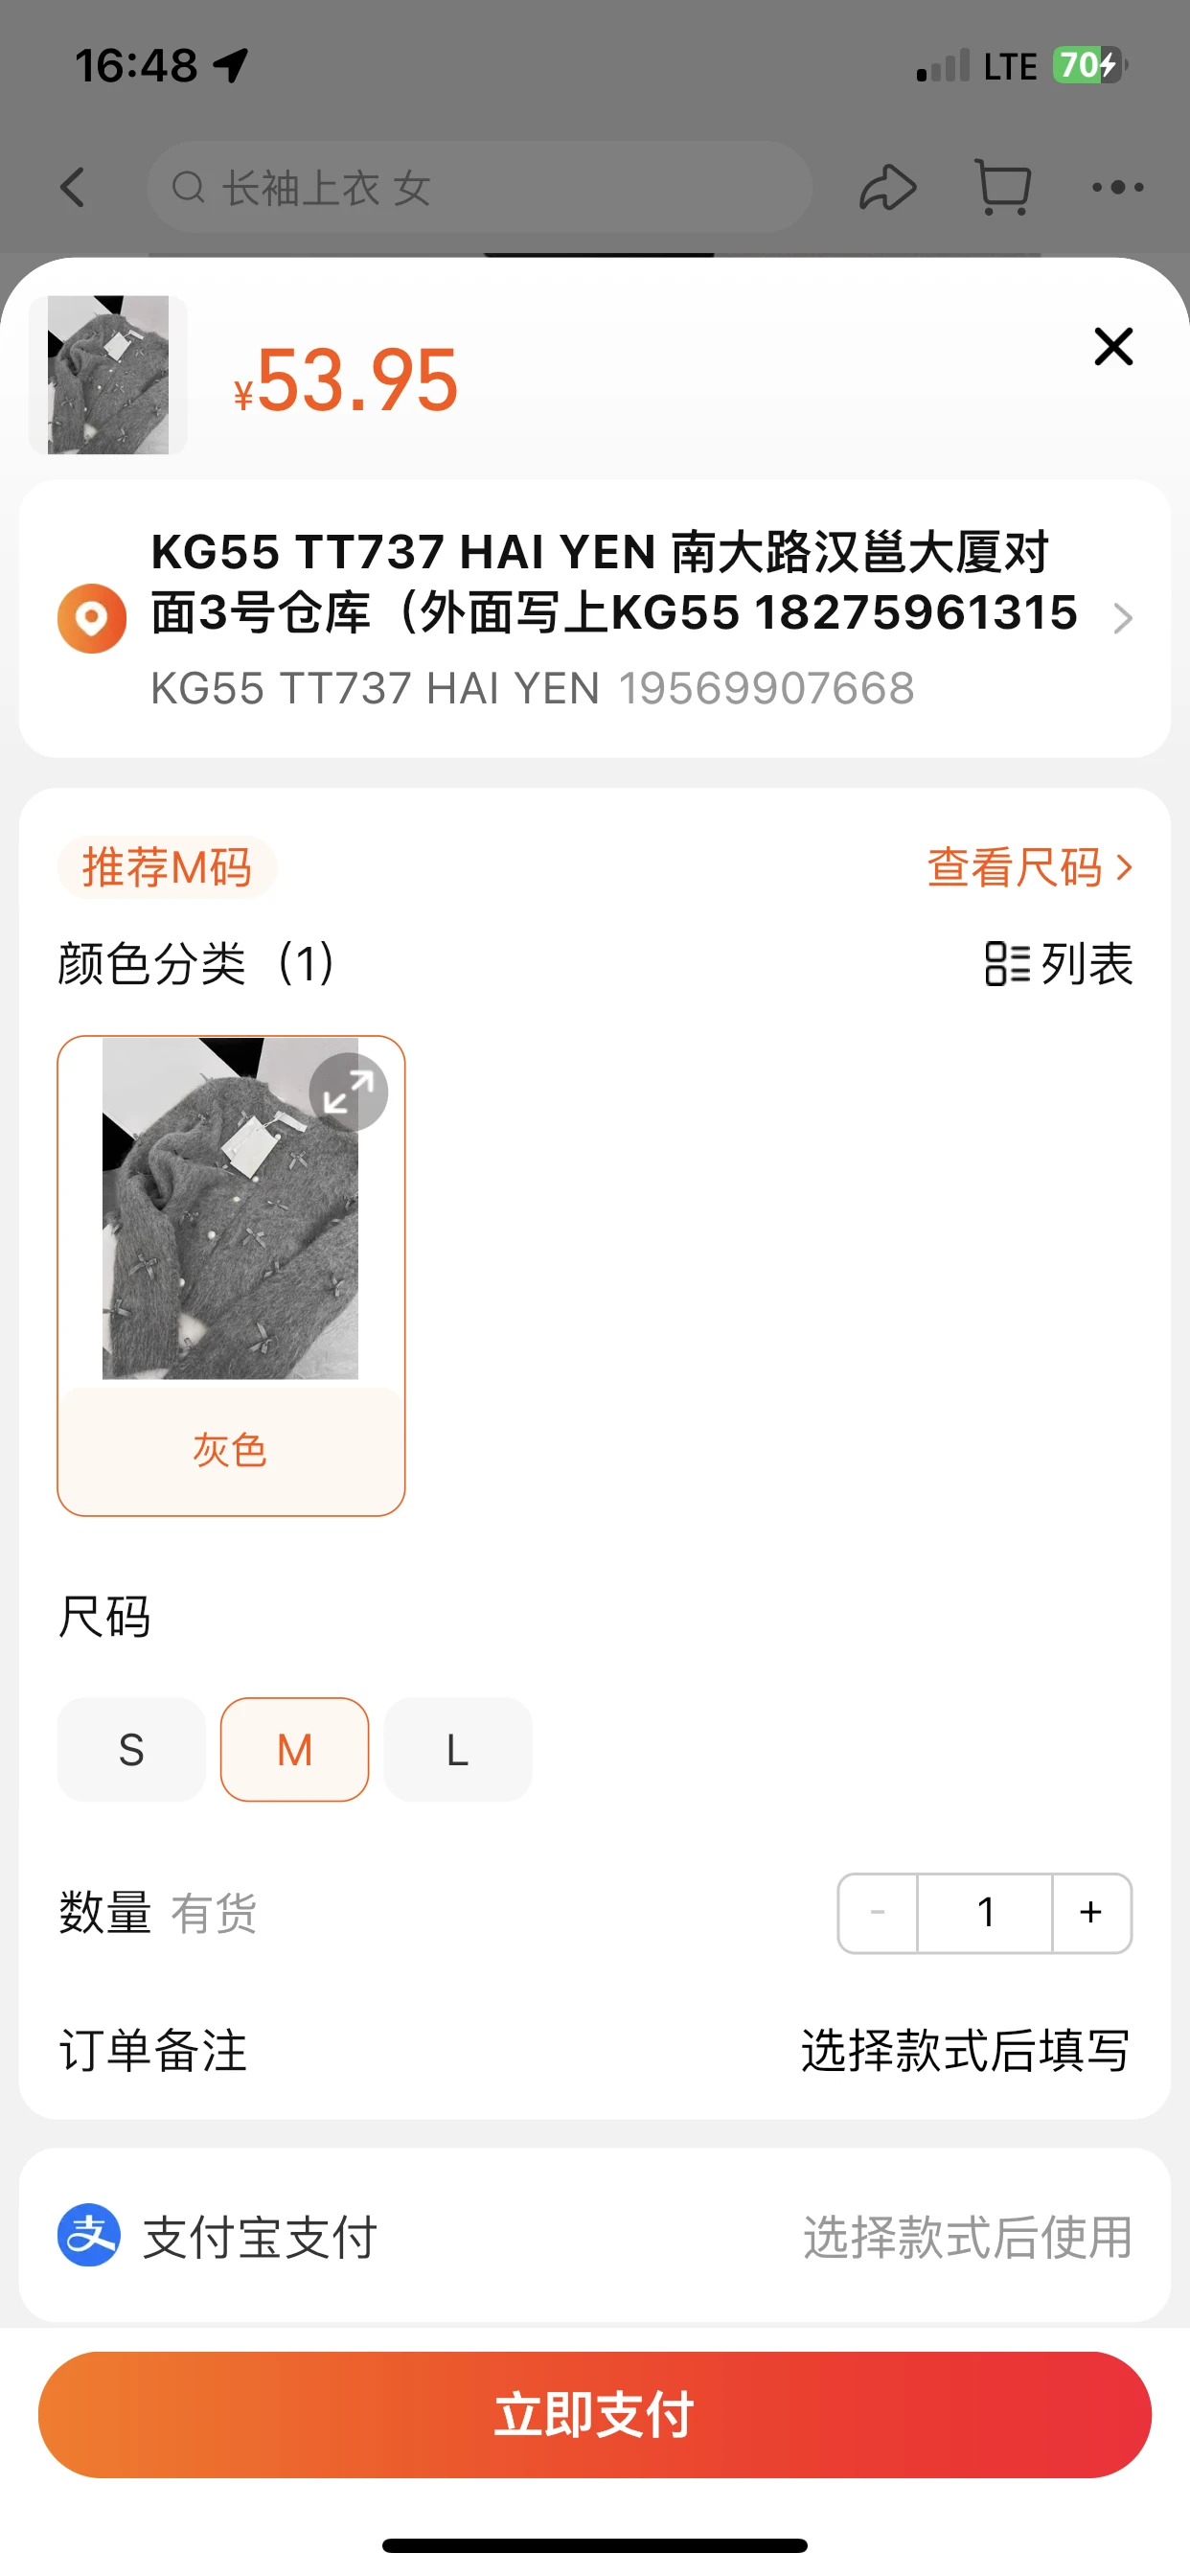 16:48 LTE 70
长袖上衣 女
¥53.95
KG55 TT737 HAI YEN 南大路汉邕大厦对
面3号仓库（外面写上KG55 18275961315
KG55 TT737 HAI YEN 19569907668
推荐M码 查看尺码
颜色分类（1） 列表
灰色
尺码
S M L
数量 有货 - 1 +
订单备注 选择款式后填写
支 支付宝支付 选择款式后使用
立即支付